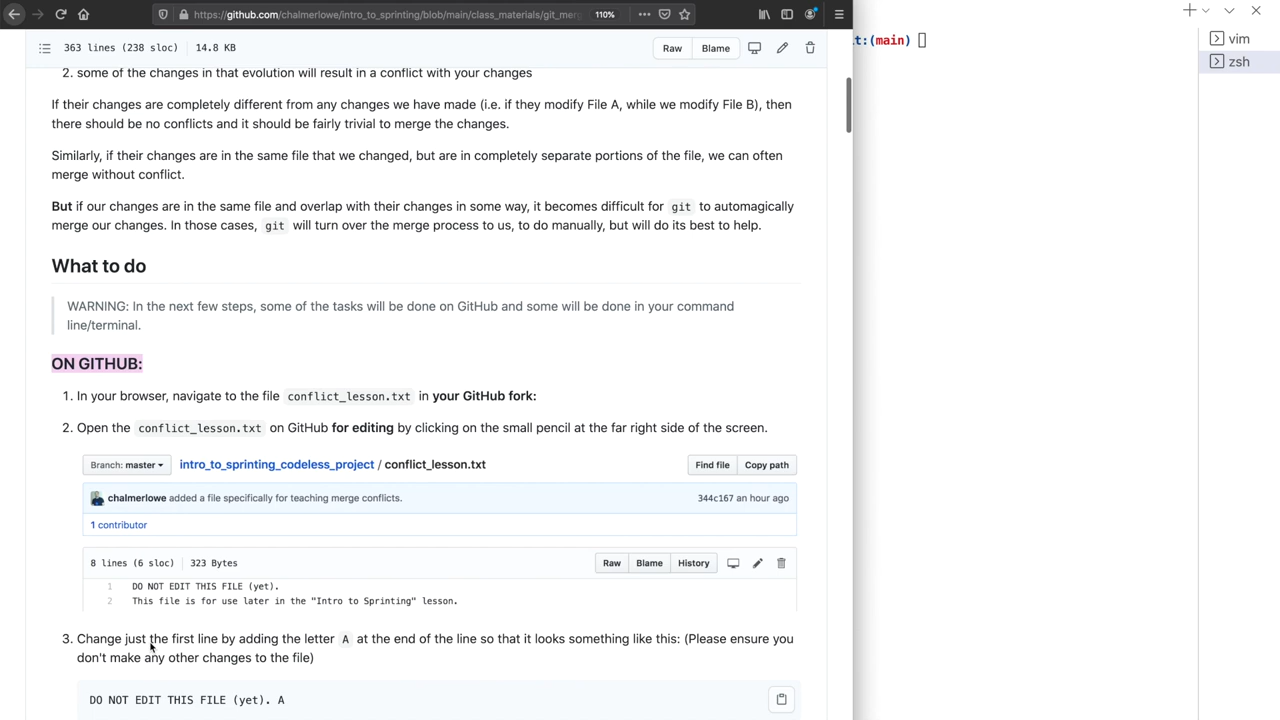 https://github.com/chalmerlowe/intro_to_sprinting/blob/main/class_materials/git_mer
110%
363 lines (238 sloc) 14.8 KB
Raw Blame
2. some of the changes in that evolution will result in a conflict with your changes
If their changes are completely different from any changes we have made (i.e. if they modify File A, while we modify File B), then
there should be no conflicts and it should be fairly trivial to merge the changes.
Similarly, if their changes are in the same file that we changed, but are in completely separate portions of the file, we can often
merge without conflict.
But if our changes are in the same file and overlap with their changes in some way, it becomes difficult for git to automagically
merge our changes. In those cases, git will turn over the merge process to us, to do manually, but will do its best to help.
What to do
WARNING: In the next few steps, some of the tasks will be done on GitHub and some will be done in your command
line/terminal.
ON GITHUB:
1. In your browser, navigate to the file conflict_lesson.txt in your GitHub fork:
2. Open the conflict_lesson.txt on GitHub for editing by clicking on the small pencil at the far right side of the screen.
Branch: master intro_to_sprinting_codeless_project / conflict_lesson.txt Find file Copy path
chalmerlowe added a file specifically for teaching merge conflicts. 344c167 an hour ago
1 contributor
8 lines (6 sloc) 323 Bytes Raw Blame History
1 DO NOT EDIT THIS FILE (yet).
2 This file is for use later in the "Intro to Sprinting" lesson.
3. Change just the first line by adding the letter A at the end of the line so that it looks something like this: (Please ensure you
don't make any other changes to the file)
DO NOT EDIT THIS FILE (yet). A
t:(main)
vim
zsh